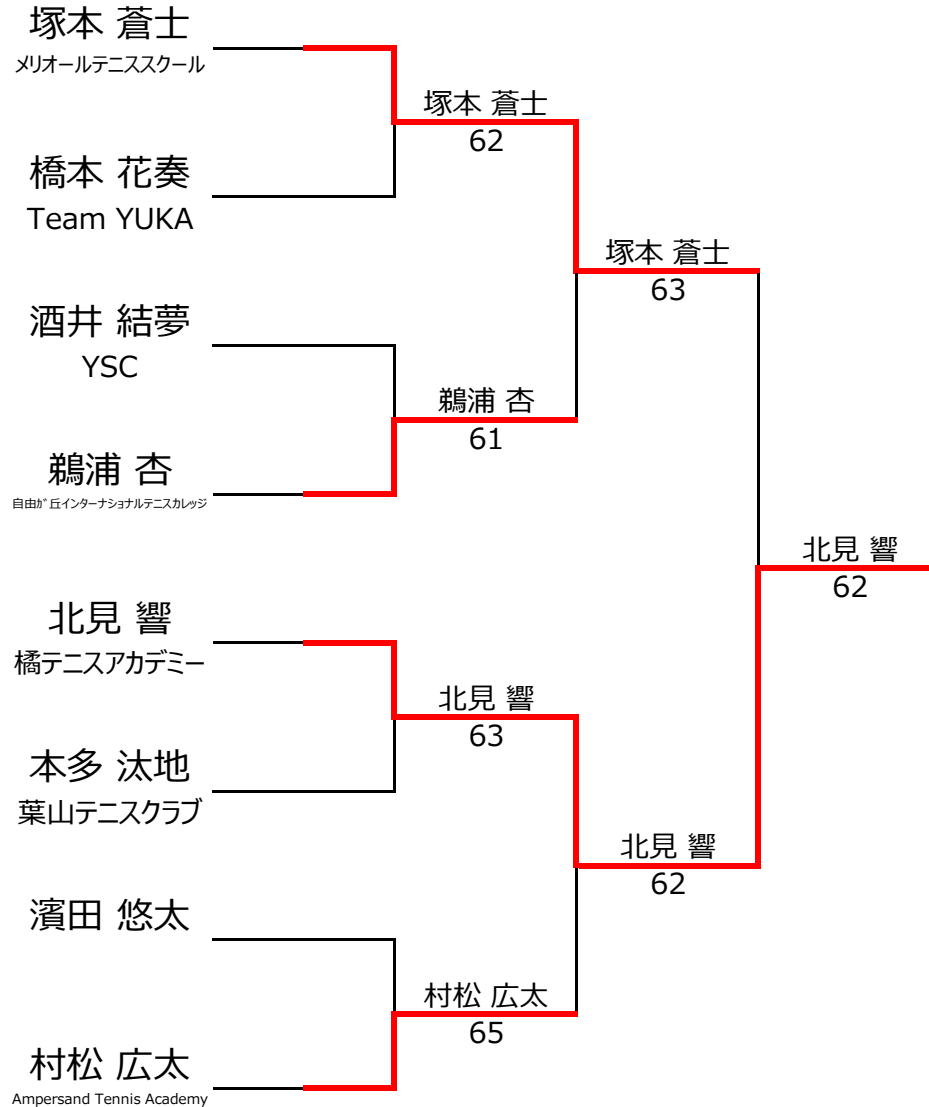 塚本 蒼士
メリオールテニススクール
塚本 蒼士
62
橋本 花奏
Team YUKA
塚本 蒼士
63
酒井 結夢
YSC
鵜浦 杏
61
鵜浦 杏
自由が丘インターナショナルテニスカレッジ
北見 響
62
北見 響
橘テニスアカデミー
北見 響
63
本多 汰地
葉山テニスクラブ
北見 響
62
濱田 悠太
村松 広太
65
村松 広太
Ampersand Tennis Academy